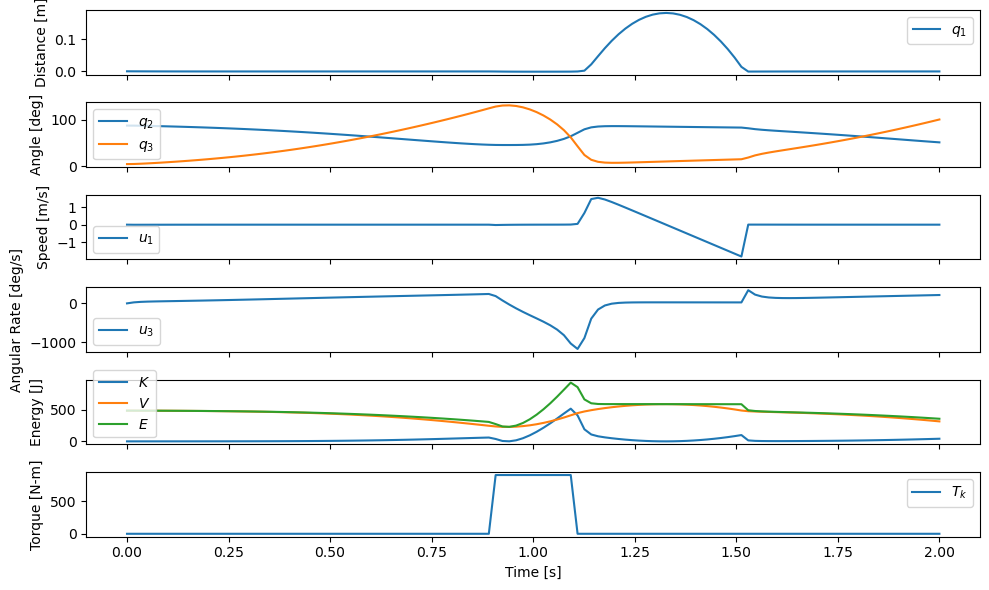 Distance [m]
0.1
0.0
q₁
Angle [deg]
100
0
q₂
q₃
Speed [m/s]
1
0
−1
u₁
Angular Rate [deg/s]
0
−1000
u₃
Energy [J]
500
0
K
V
E
Torque [N-m]
500
0
Tₖ
0.00 0.25 0.50 0.75 1.00 1.25 1.50 1.75 2.00
Time [s]